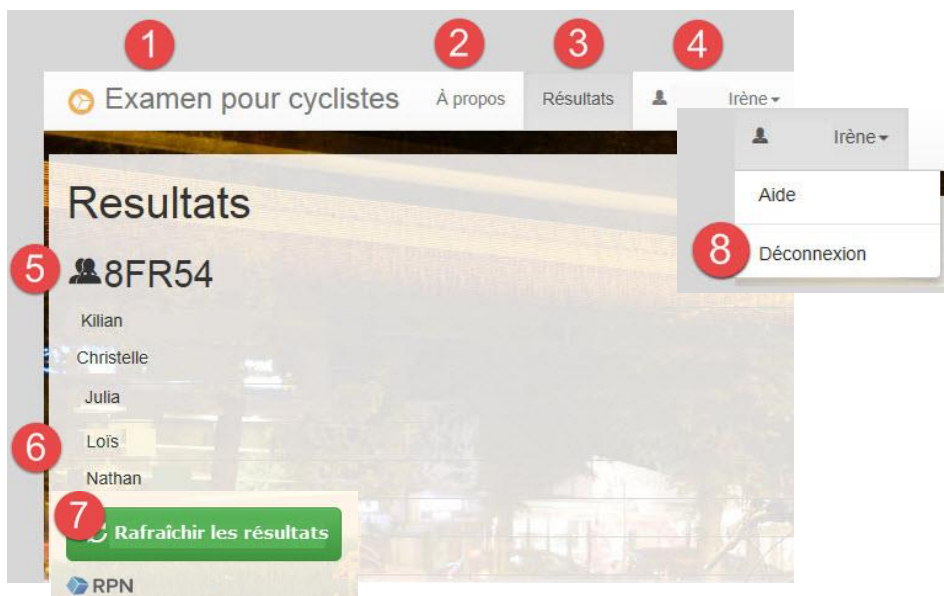 1 2 3 4
Examen pour cyclistes À propos Résultats Irène
Irène
Aide
8 Déconnexion
Resultats
5 8FR54
Kilian
Christelle
Julia
6 Loïs
Nathan
7 Rafraîchir les résultats
RPN